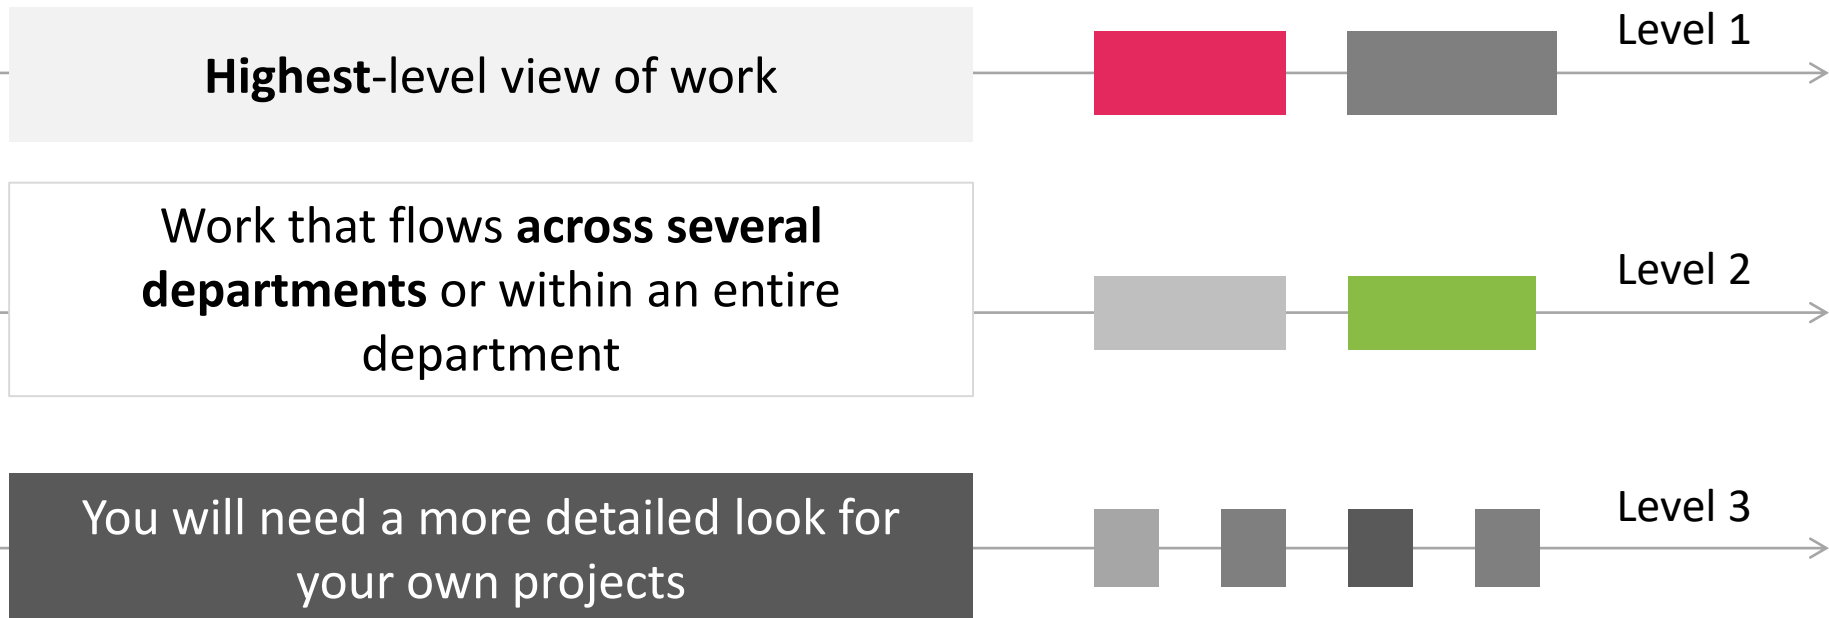 Highest-level view of work
Level 1
Work that flows across several
departments or within an entire
department
Level 2
You will need a more detailed look for
your own projects
Level 3